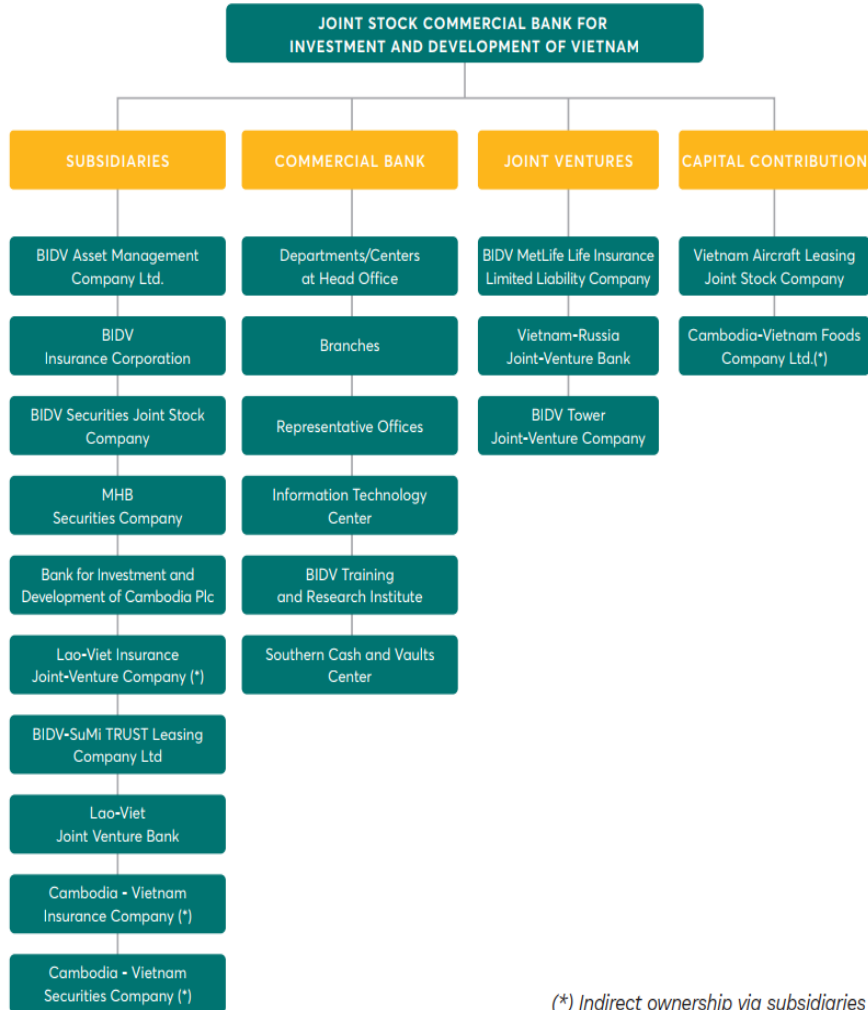 JOINT STOCK COMMERCIAL BANK FOR
INVESTMENT AND DEVELOPMENT OF VIETNAM
SUBSIDIARIES
BIDV Asset Management
Company Ltd.
BIDV
Insurance Corporation
BIDV Securities Joint Stock
Company
MHB
Securities Company
Bank for Investment and
Development of Cambodia Plc
Lao-Viet Insurance
Joint-Venture Company (*)
BIDV-SuMi TRUST Leasing
Company Ltd
Lao-Viet
Joint Venture Bank
Cambodia - Vietnam
Insurance Company (*)
Cambodia - Vietnam
Securities Company (*)
COMMERCIAL BANK
Departments/Centers
at Head Office
Branches
Representative Offices
Information Technology
Center
BIDV Training
and Research Institute
Southern Cash and Vaults
Center
JOINT VENTURES
BIDV MetLife Life Insurance
Limited Liability Company
Vietnam-Russia
Joint-Venture Bank
BIDV Tower
Joint-Venture Company
CAPITAL CONTRIBUTION
Vietnam Aircraft Leasing
Joint Stock Company
Cambodia-Vietnam Foods
Company Ltd.(*)
(*) Indirect ownership via subsidiaries